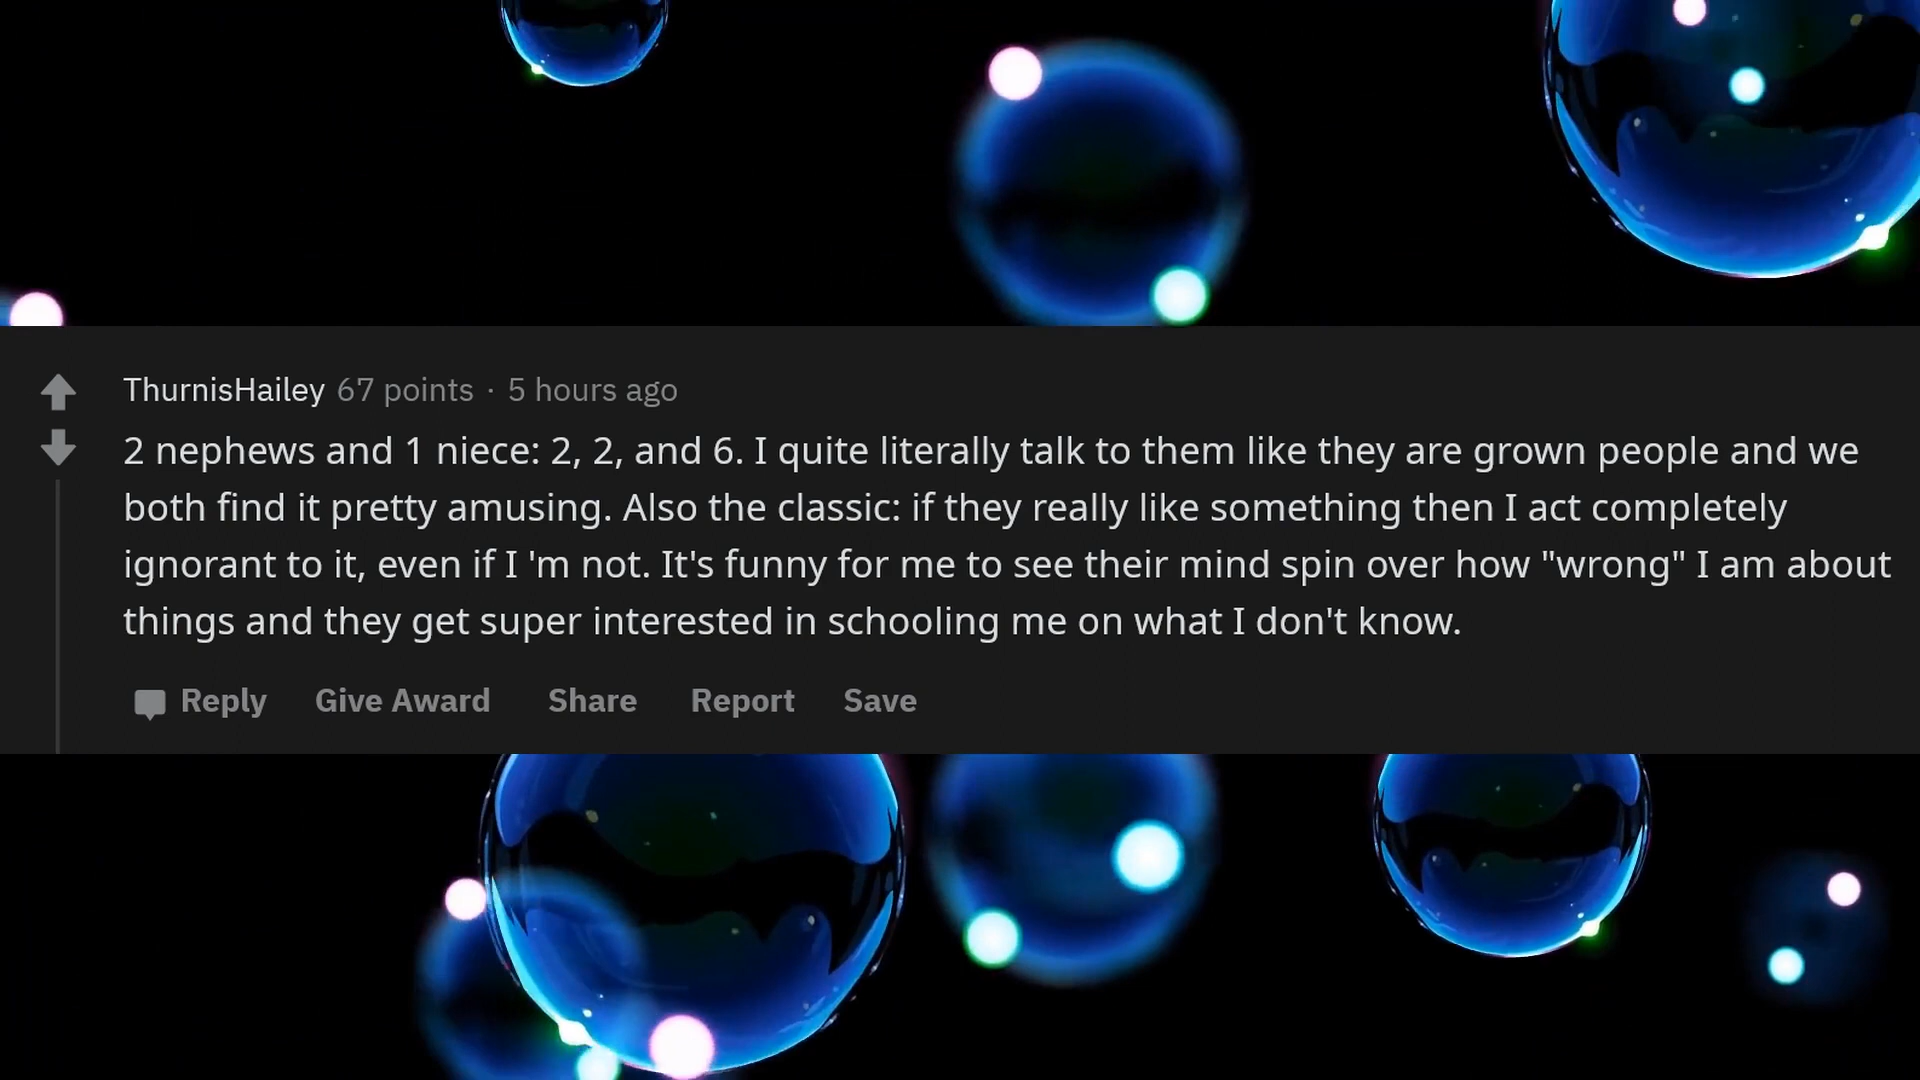 ThurnisHailey 67 points · 5 hours ago
2 nephews and 1 niece: 2, 2, and 6. I quite literally talk to them like they are grown people and we
both find it pretty amusing. Also the classic: if they really like something then I act completely
ignorant to it, even if I 'm not. It's funny for me to see their mind spin over how "wrong" I am about
things and they get super interested in schooling me on what I don't know.
Reply Give Award Share Report Save